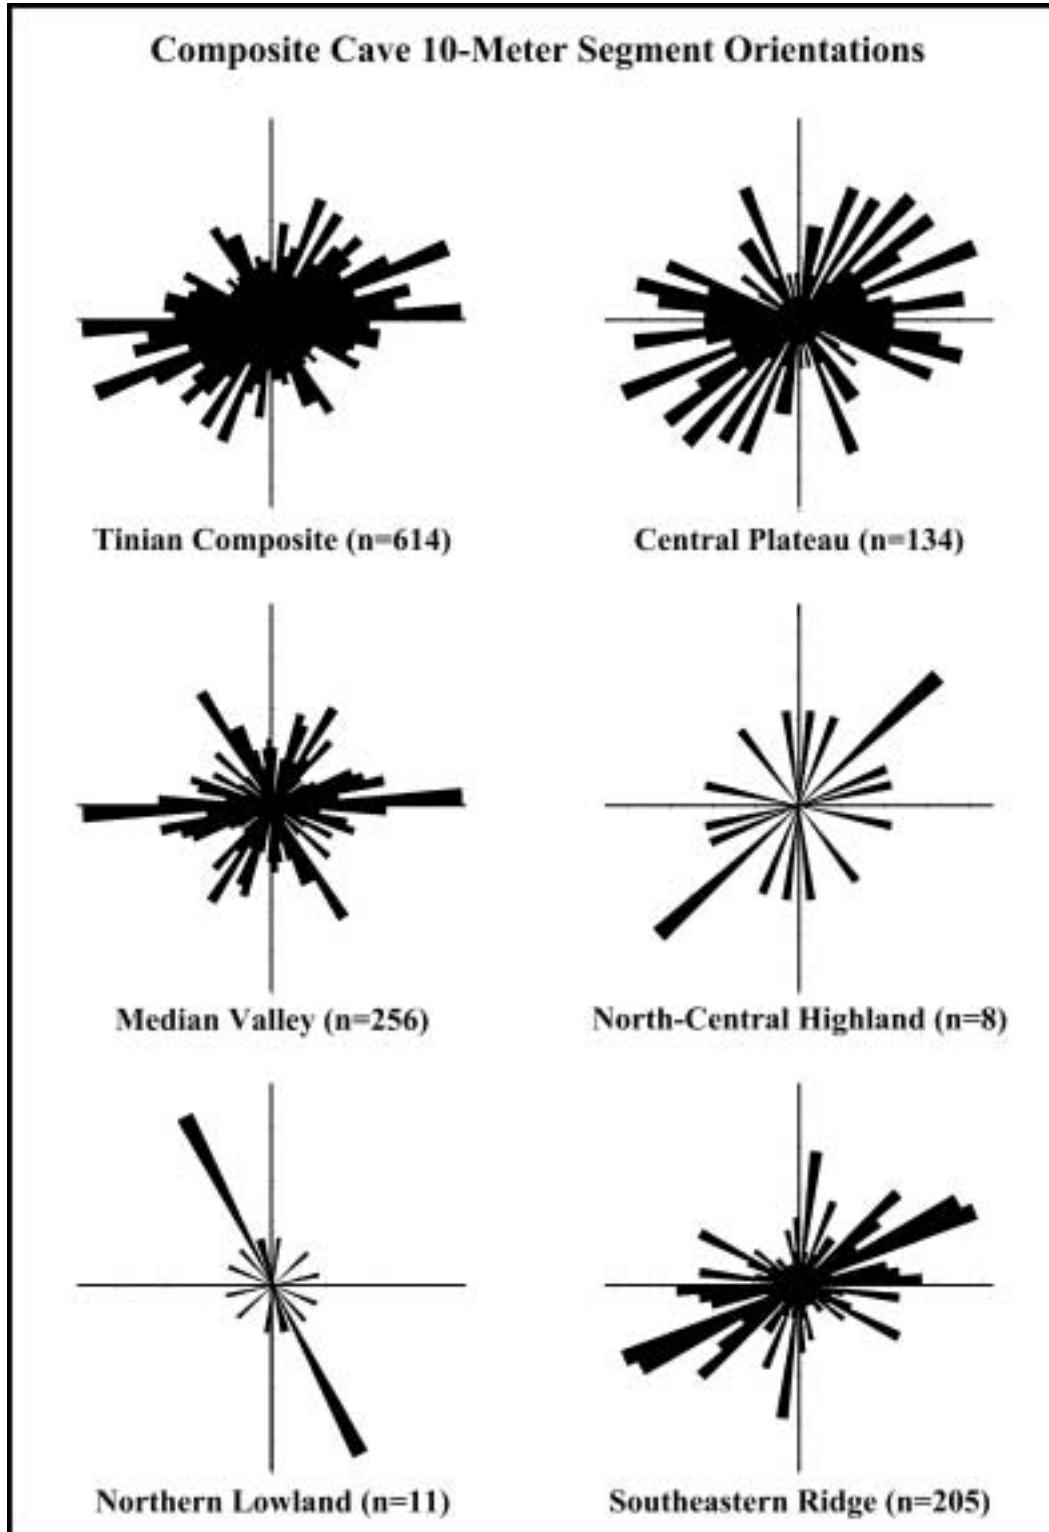 Composite Cave 10-Meter Segment Orientations
Tinian Composite (n=614)
Central Plateau (n=134)
Median Valley (n=256)
North-Central Highland (n=8)
Northern Lowland (n=11)
Southeastern Ridge (n=205)